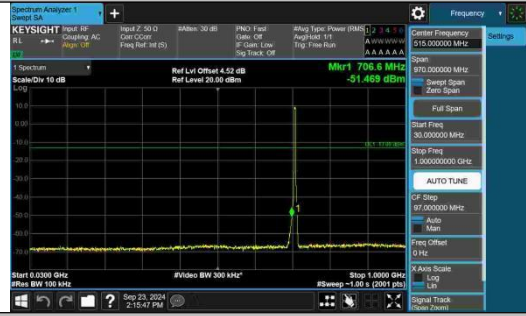 Spectrum Analyzer 1
Swept SA
+
Frequency
KEYSIGHT
RL
Input: RF
Coupling: AC
Align: Off
Input Z: 50 Ω
Corr CCorr
Freq Ref: Int (S)
#Atten: 30 dB
PNO: Fast
Gate: Off
IF Gain: Low
Sig Track: Off
#Avg Type: Power (RMS
Avg|Hold: 1/1
Trig: Free Run
1 2 3 4 5 6
A W W W W W
A A A A A A
1 Spectrum
Scale/Div 10 dB
Log
Ref Lvl Offset 4.52 dB
Ref Level 20.00 dBm
Mkr1 706.6 MHz
-51.469 dBm
10.0
0.00
-10.0
-30.0
-40.0
-50.0
-60.0
-70.0
1
Start 0.0300 GHz
#Res BW 100 kHz
#Video BW 300 kHz*
Stop 1.0000 GHz
#Sweep ~1.00 s (2001 pts)
Sep 23, 2024
2:15:47 PM
Center Frequency
515.000000 MHz
Settings
Span
970.000000 MHz
Swept Span
Zero Span
Full Span
Start Freq
30.000000 MHz
Stop Freq
1.000000000 GHz
AUTO TUNE
CF Step
97.000000 MHz
Auto
Man
Freq Offset
0 Hz
X Axis Scale
Log
Lin
Signal Track
(Span Zoom)